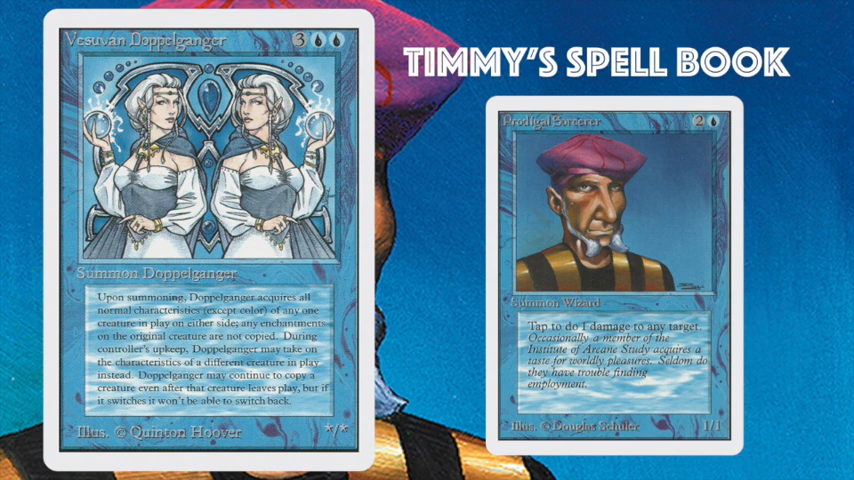 Vesuvan Doppelganger 3
Summon Doppelganger
Upon summoning, Doppelganger acquires all
normal characteristics (except color) of any one
creature in play on either side; any enchantments
on the original creature are not copied. During
controller's upkeep, Doppelganger may take on
the characteristics of a different creature in play
instead. Doppelganger may continue to copy a
creature even after that creature leaves play, but if
it switches it won't be able to switch back.
Illus. © Quinton Hoover */*
TIMMY'S SPELL BOOK
Prodigal Sorcerer 2
Summon Wizard
Tap to do 1 damage to any target.
Occasionally a member of the
Institute of Arcane Study acquires a
taste for worldly pleasures. Seldom do
they have trouble finding
employment.
Illus. © Douglas Schuler 1/1